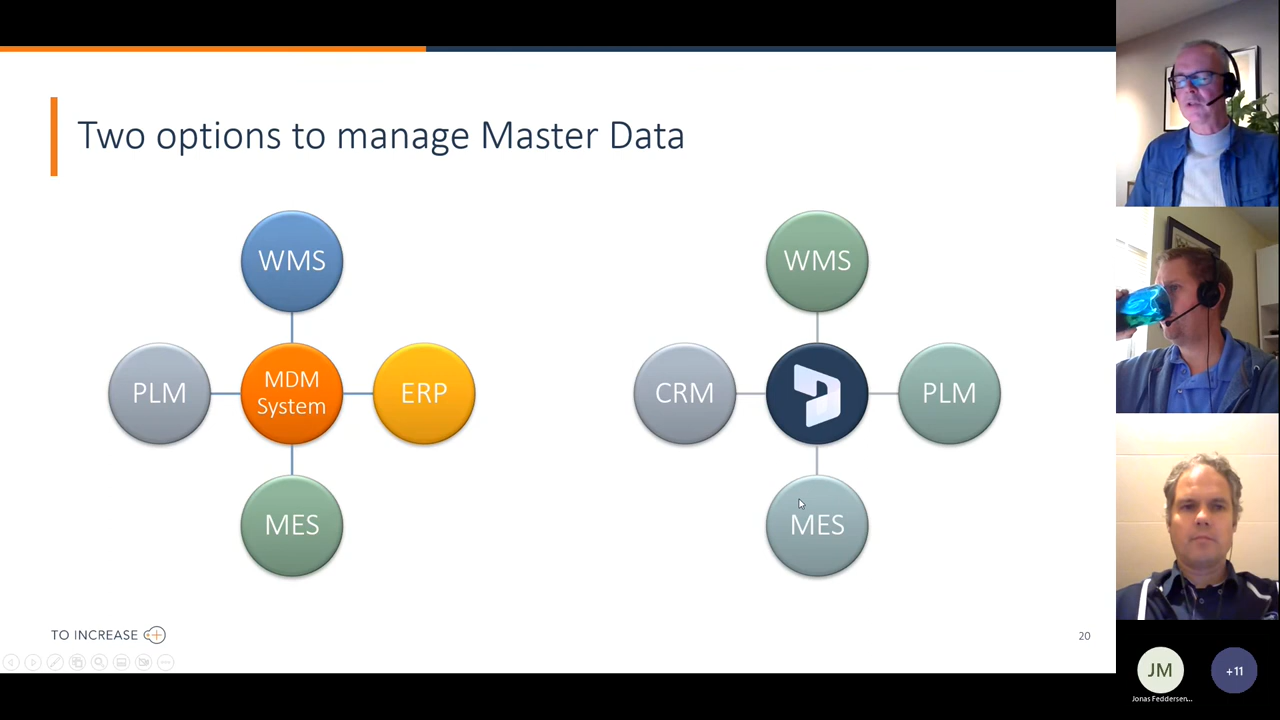 Two options to manage Master Data
WMS
PLM
MDM
System
ERP
MES
WMS
CRM
PLM
MES
TO INCREASE
20
JM
+11
Jonas Feddersen...